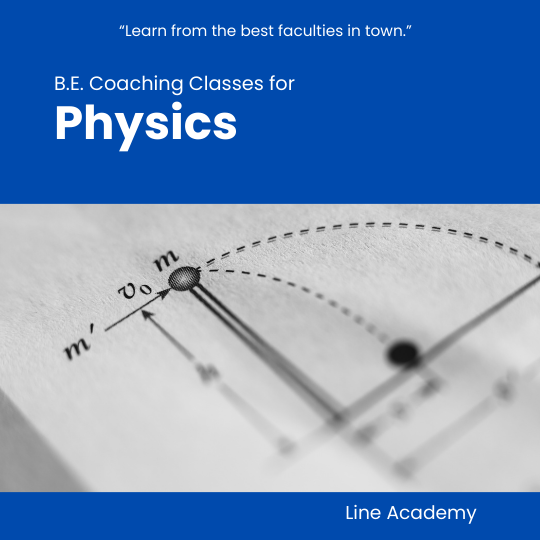 “Learn from the best faculties in town.”
B.E. Coaching Classes for
Physics
m
v₀
m′
h
Line Academy